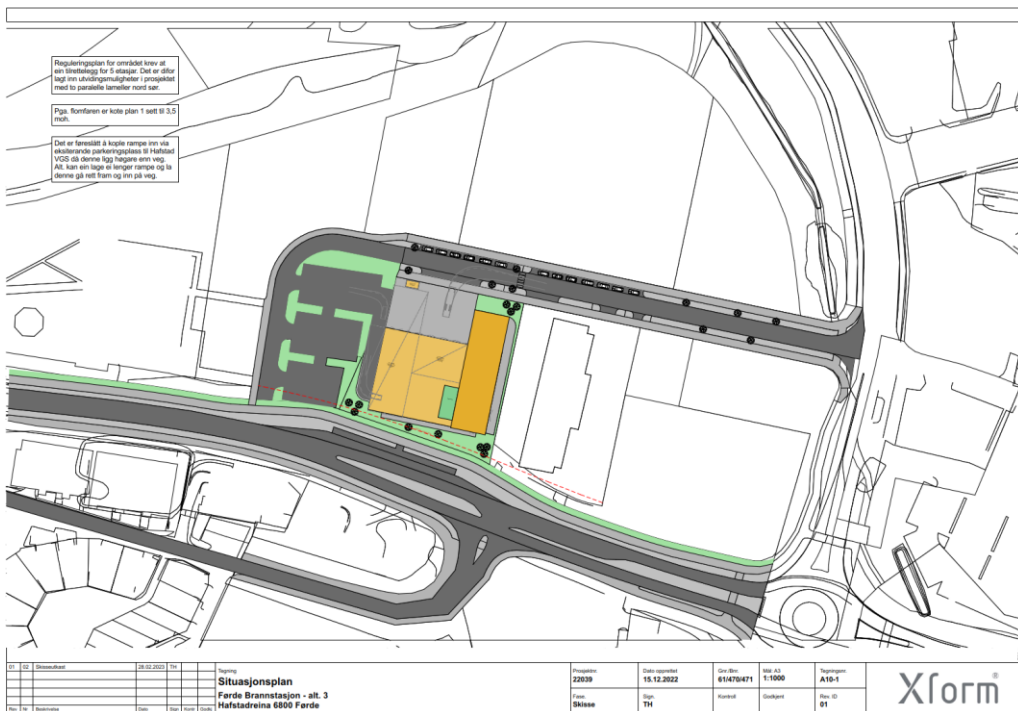 Reguleringsplan for området krev at
ein tilrettelegg for 5 etasjar. Det er difor
lagt inn utvidingsmuligheter i prosjektet
med to paralelle lameller nord sør.
Pga. flomfaren er kote plan 1 sett til 3,5
moh.
Det er føreslått å kople rampe inn via
eksiterande parkeringsplass til Hafstad
VGS då denne ligg høgare enn veg.
Alt. kan ein lage ei lenger rampe og la
denne gå rett fram og inn på veg.
01 02 Skisseutkast 28.02.2023 TH
Rev. Nr. Beskrivelse Dato Sign Kontr Godkj.
Tegning
Situasjonsplan
Førde Brannstasjon - alt. 3
Hafstadreina 6800 Førde
Prosjektnr. Dato opprettet Gnr./Bnr. Mål: A3 Tegningsnr.
22039 15.12.2022 61/470/471 1:1000 A10-1
Fase. Sign. Kontroll Godkjent Rev. ID
Skisse TH 01
Xform®